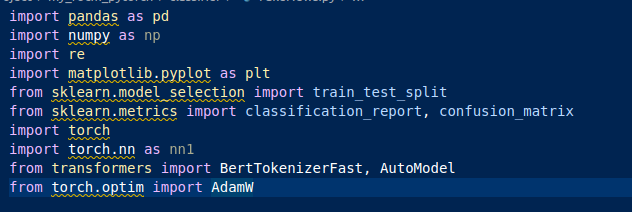 import pandas as pd
import numpy as np
import re
import matplotlib.pyplot as plt
from sklearn.model_selection import train_test_split
from sklearn.metrics import classification_report, confusion_matrix
import torch
import torch.nn as nn1
from transformers import BertTokenizerFast, AutoModel
from torch.optim import AdamW